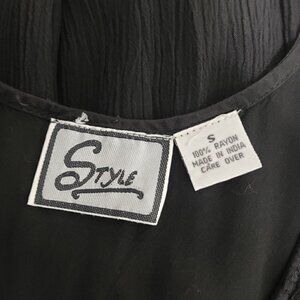 STYLE
S
100% RAYON
MADE IN INDIA
CARE OVER